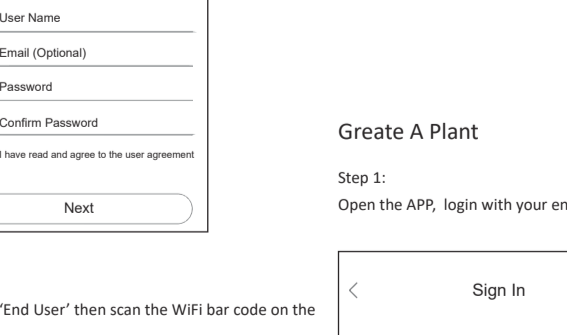 User Name
Email (Optional)
Password
Confirm Password
I have read and agree to the user agreement
Next
'End User' then scan the WiFi bar code on the
Greate A Plant
Step 1:
Open the APP, login with your en
Sign In